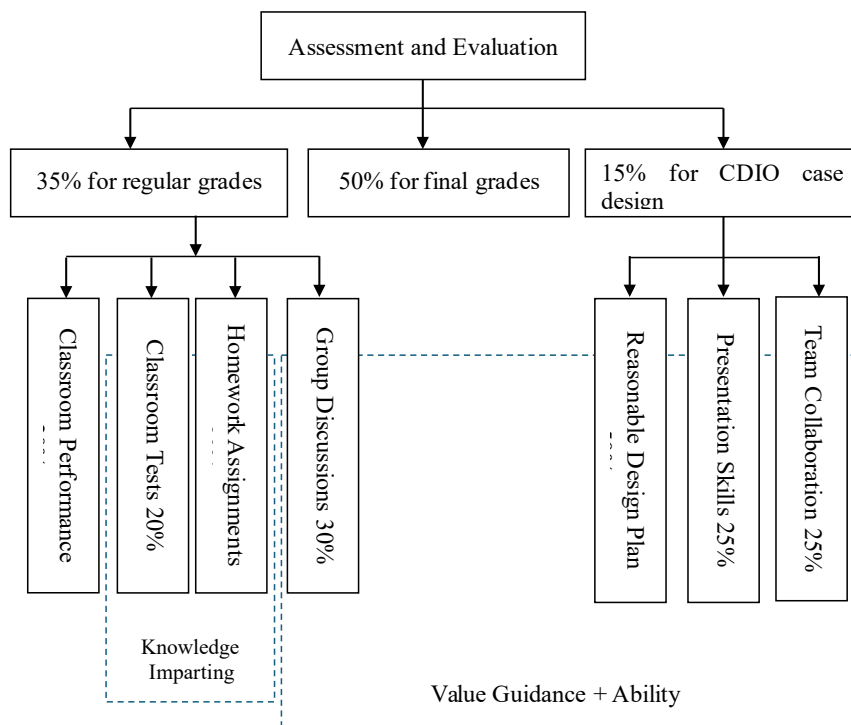 Assessment and Evaluation
35% for regular grades
50% for final grades
15% for CDIO case
design
Classroom Performance
Classroom Tests 20%
Homework Assignments
Group Discussions 30%
Reasonable Design Plan
Presentation Skills 25%
Team Collaboration 25%
Knowledge
Imparting
Value Guidance + Ability